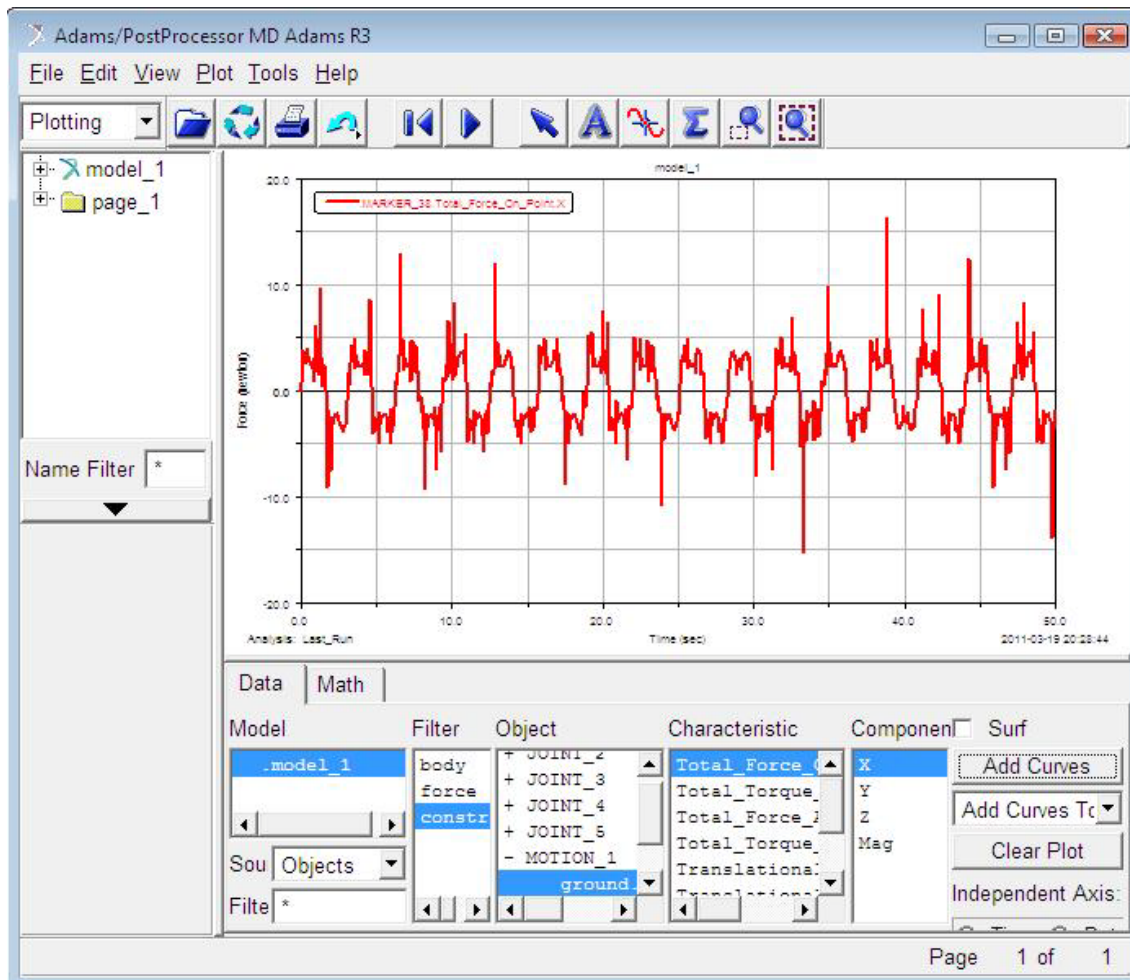 Adams/PostProcessor MD Adams R3
File Edit View Plot Tools Help
Plotting
model_1
page_1
Name Filter *
model_1
20.0
MARKER_38.Total_Force_On_Point.X
10.0
Force (newton)
0.0
-10.0
-20.0
0.0 10.0 20.0 30.0 40.0 50.0
Analysis: Last_Run Time (sec) 2011-03-19 20:28:44
Data Math
Model Filter Object Characteristic Componen Surf
.model_1 body + JOINT_2 Total_Force_ X Add Curves
force + JOINT_3 Total_Torque_ Y
constr + JOINT_4 Total_Force_ Z Add Curves To
+ JOINT_5 Total_Torque_ Mag
Sou Objects - MOTION_1 Translational Clear Plot
Filte * ground. Translational Independent Axis:
Page 1 of 1